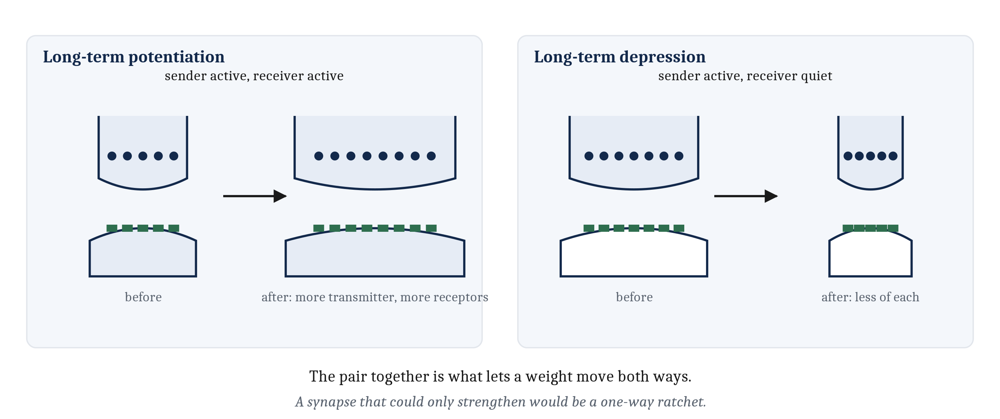 Long-term potentiation
sender active, receiver active
before
after: more transmitter, more receptors
Long-term depression
sender active, receiver quiet
before
after: less of each
The pair together is what lets a weight move both ways.
A synapse that could only strengthen would be a one-way ratchet.